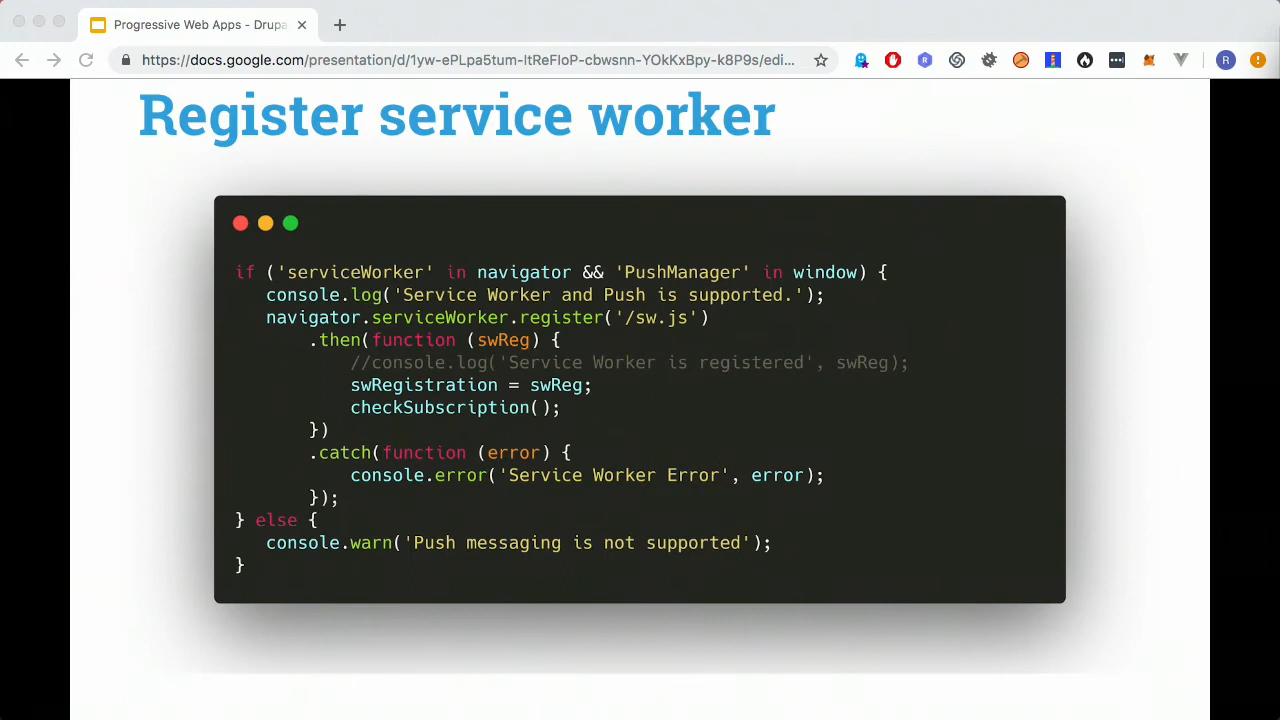 Progressive Web Apps - Drupa
https://docs.google.com/presentation/d/1yw-ePLpa5tum-ItReFIoP-cbwsnn-YOkKxBpy-k8P9s/edi...
R
Register service worker
if ('serviceWorker' in navigator && 'PushManager' in window) {
console.log('Service Worker and Push is supported.');
navigator.serviceWorker.register('/sw.js')
.then(function (swReg) {
//console.log('Service Worker is registered', swReg);
swRegistration = swReg;
checkSubscription();
})
.catch(function (error) {
console.error('Service Worker Error', error);
});
} else {
console.warn('Push messaging is not supported');
}